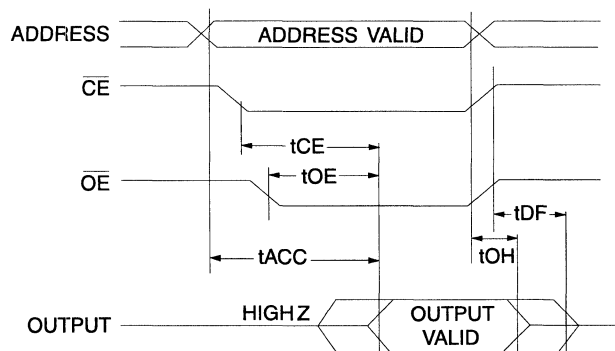 ADDRESS
ADDRESS VALID
CE
tCE
tOE
OE
tDF
tACC
tOH
HIGH Z
OUTPUT
OUTPUT
VALID